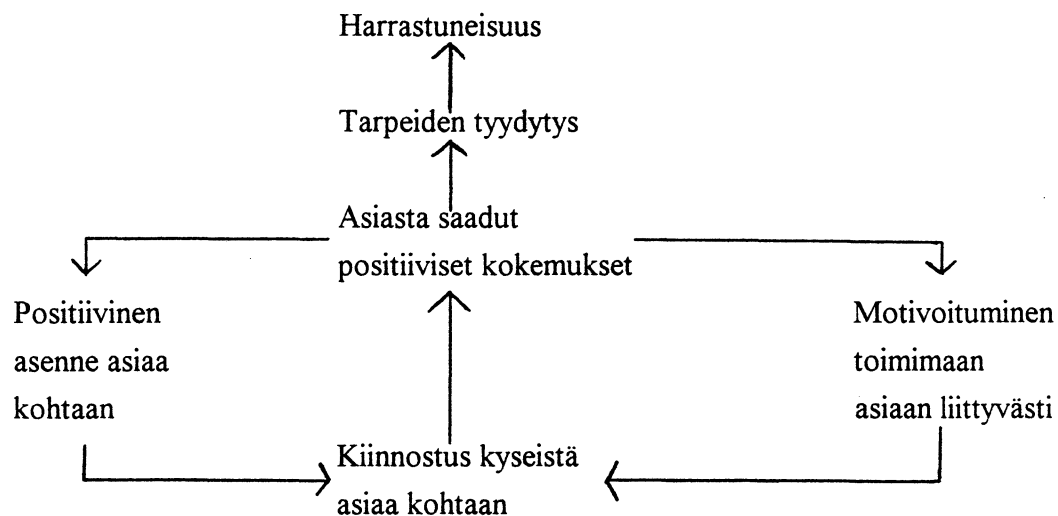 Harrastuneisuus
Tarpeiden tyydytys
Asiasta saadut
positiiviset kokemukset
Positiivinen
asenne asiaa
kohtaan
Motivoituminen
toimimaan
asiaan liittyvästi
Kiinnostus kyseistä
asiaa kohtaan